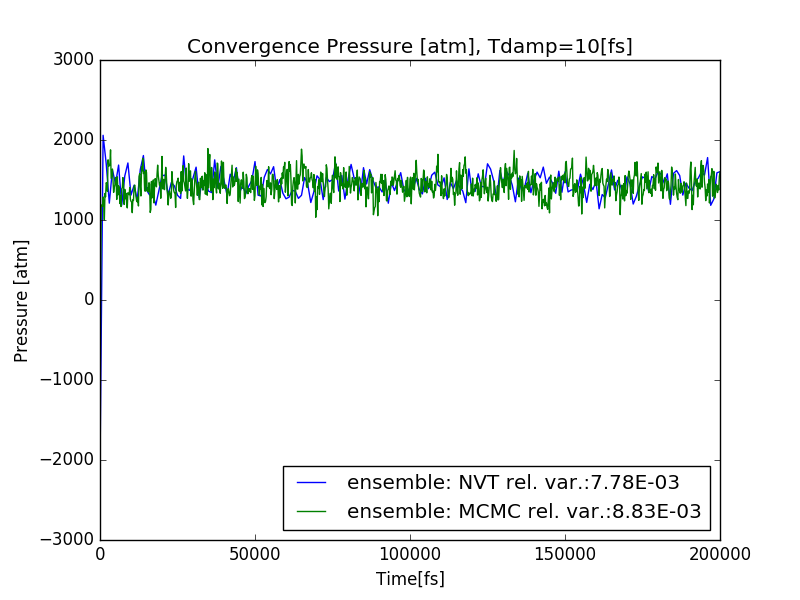 Convergence Pressure [atm], Tdamp=10[fs]
3000
2000
1000
0
−1000
−2000
−3000
Pressure [atm]
ensemble: NVT rel. var.:7.78E-03
ensemble: MCMC rel. var.:8.83E-03
0 50000 100000 150000 200000
Time[fs]